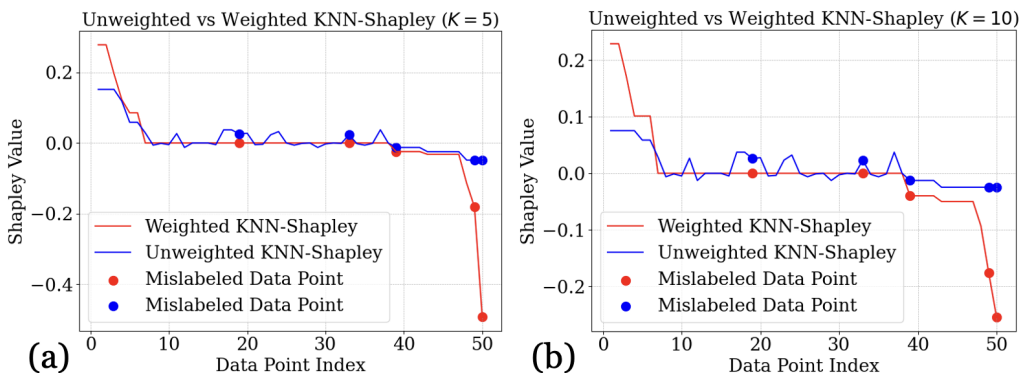 Unweighted vs Weighted KNN-Shapley (K = 5)
Shapley Value
0.2
0.0
−0.2
−0.4
Weighted KNN-Shapley
Unweighted KNN-Shapley
Mislabeled Data Point
Mislabeled Data Point
0 10 20 30 40 50
Data Point Index
(a)
Unweighted vs Weighted KNN-Shapley (K = 10)
Shapley Value
0.2
0.1
0.0
−0.1
−0.2
Weighted KNN-Shapley
Unweighted KNN-Shapley
Mislabeled Data Point
Mislabeled Data Point
0 10 20 30 40 50
Data Point Index
(b)